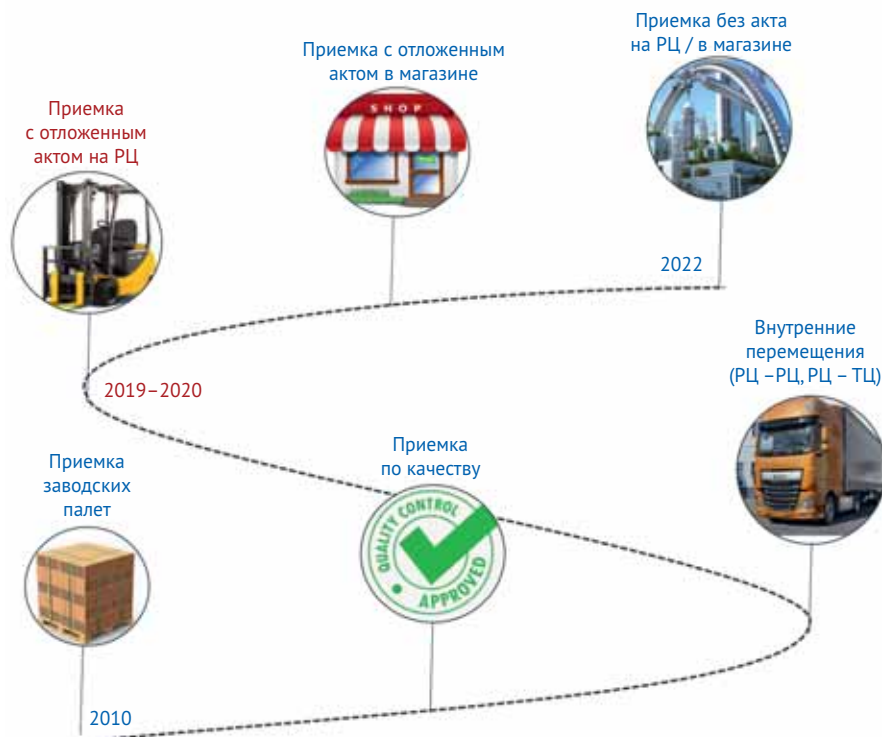 Приемка с отложенным
актом в магазине
SHOP
Приемка без акта
на РЦ / в магазине
Приемка
с отложенным
актом на РЦ
2022
2019–2020
Внутренние
перемещения
(РЦ –РЦ, РЦ – ТЦ)
Приемка
по качеству
QUALITY CONTROL
APPROVED
Приемка
заводских
палет
2010